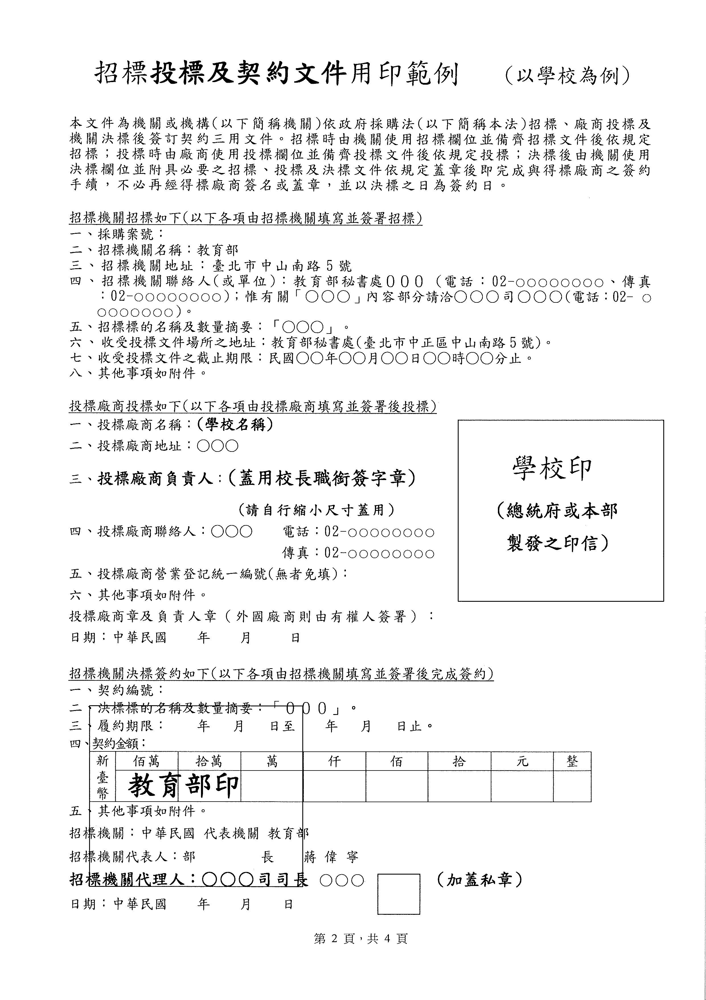 招標投標及契約文件用印範例 （以學校為例）
本文件為機關或機構(以下簡稱機關)依政府採購法(以下簡稱本法)招標、廠商投標及
機關決標後簽訂契約三用文件。招標時由機關使用招標欄位並備齊招標文件後依規定
招標；投標時由廠商使用投標欄位並備齊投標文件後依規定投標；決標後由機關使用
決標欄位並附具必要之招標、投標及決標文件依規定蓋章後即完成與得標廠商之簽約
手續，不必再經得標廠商簽名或蓋章，並以決標之日為簽約日。
招標機關招標如下(以下各項由招標機關填寫並簽署招標)
一、採購案號：
二、招標機關名稱：教育部
三、招標機關地址：臺北市中山南路5號
四、招標機關聯絡人(或單位)：教育部秘書處０００（電話：02-○○○○○○○○、傳真
：02-○○○○○○○○)；惟有關「○○○」內容部分請洽○○○司○○○(電話：02- ○
○○○○○○○)。
五、招標標的名稱及數量摘要：「○○○」。
六、收受投標文件場所之地址：教育部秘書處(臺北市中正區中山南路5號)。
七、收受投標文件之截止期限：民國○○年○○月○○日○○時○○分止。
八、其他事項如附件。
投標廠商投標如下(以下各項由投標廠商填寫並簽署後投標)
一、投標廠商名稱：(學校名稱)
二、投標廠商地址：○○○
三、投標廠商負責人：(蓋用校長職銜簽字章)
(請自行縮小尺寸蓋用)
四、投標廠商聯絡人：○○○ 電話：02-○○○○○○○○
傳真：02-○○○○○○○○
五、投標廠商營業登記統一編號(無者免填)：
六、其他事項如附件。
投標廠商章及負責人章（外國廠商則由有權人簽署）：
日期：中華民國 年 月 日
學校印
(總統府或本部
製發之印信)
招標機關決標簽約如下(以下各項由招標機關填寫並簽署後完成簽約)
一、契約編號：
二、決標標的名稱及數量摘要：「０００」。
三、履約期限： 年 月 日至 年 月 日止。
四、契約金額：
新臺幣 佰萬 拾萬 萬 仟 佰 拾 元 整
教育部印
五、其他事項如附件。
招標機關：中華民國 代表機關 教育部
招標機關代表人：部 長 蔣偉寧
招標機關代理人：○○○司司長 ○○○ （加蓋私章）
日期：中華民國 年 月 日
第 2 頁，共 4 頁